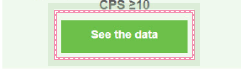 CPS ≥10
See the data